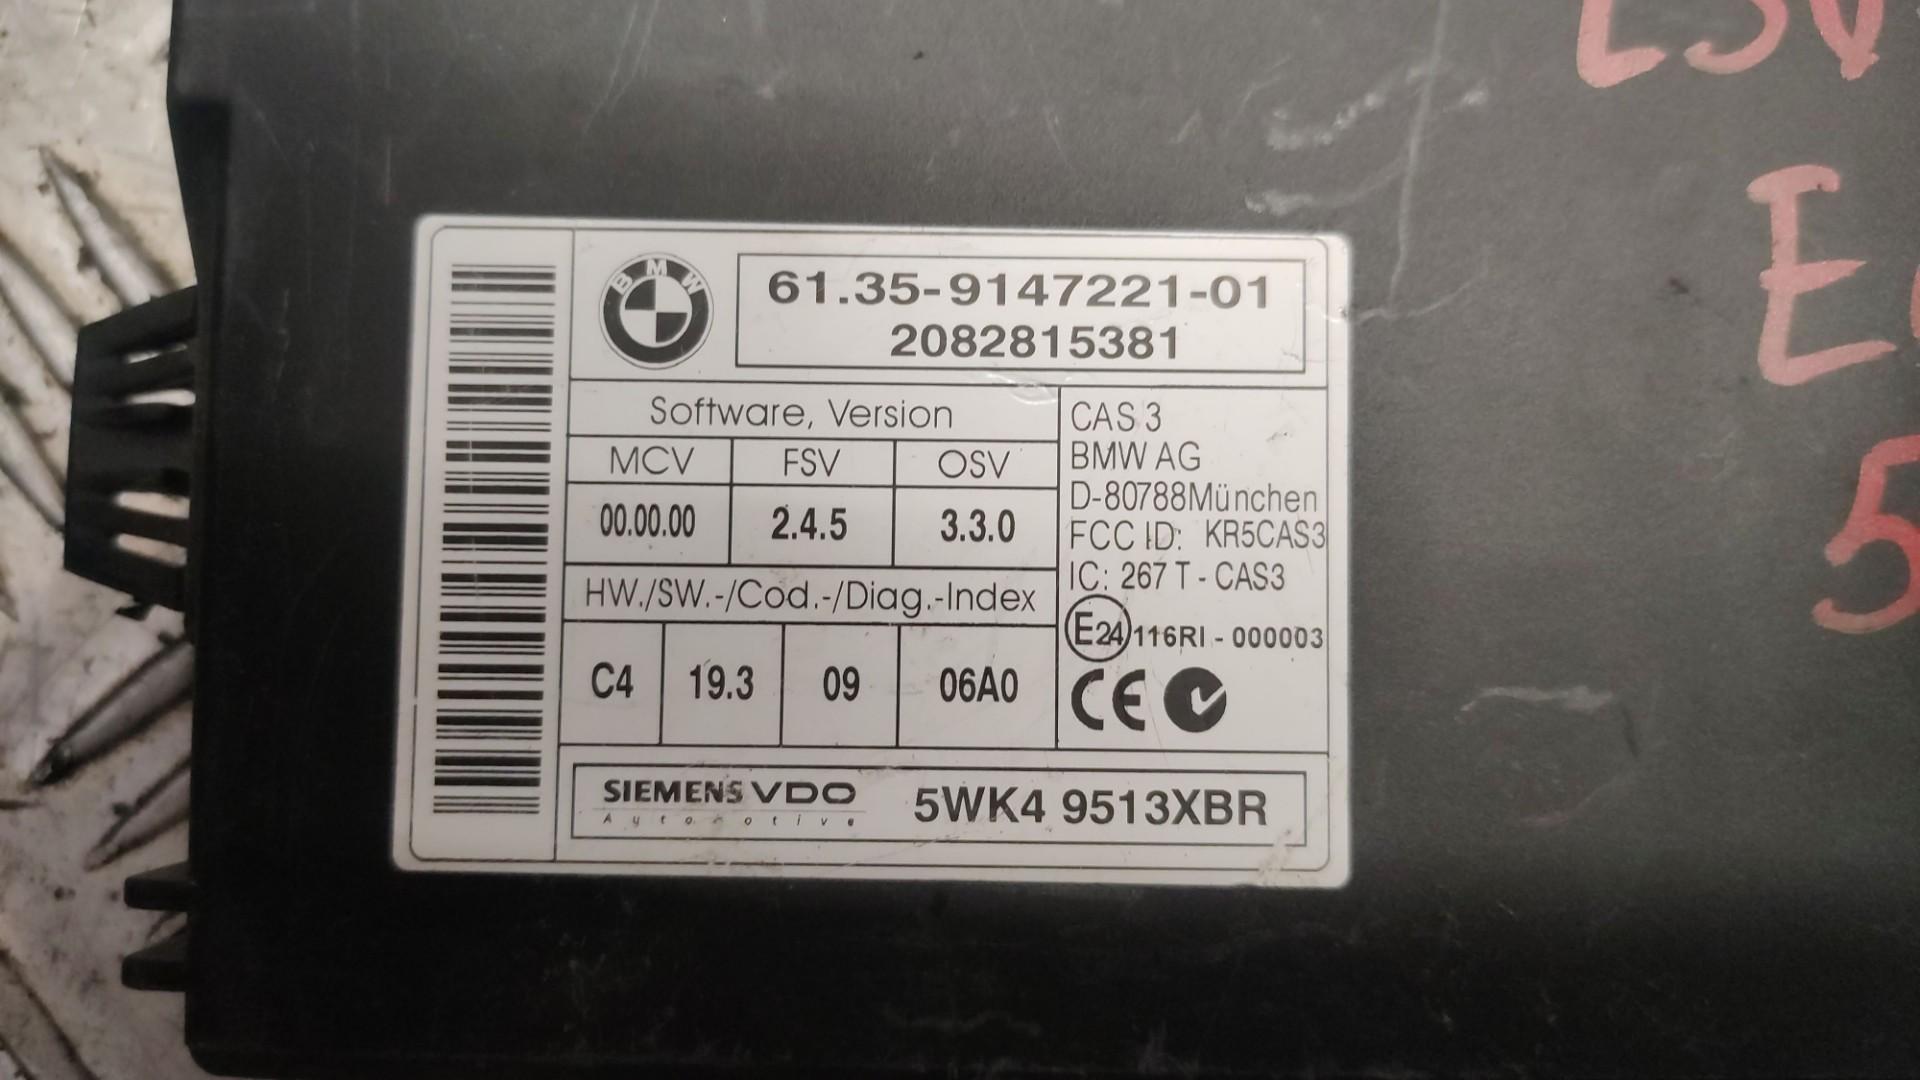 BMW
61.35-9147221-01
2082815381
Software, Version
MCV FSV OSV
00.00.00 2.4.5 3.3.0
HW./SW.-/Cod.-/Diag.-Index
C4 19.3 09 06A0
CAS 3
BMW AG
D-80788München
FCC ID: KR5CAS3
IC: 267 T - CAS3
E24 116RI - 000003
CE
SIEMENS VDO
Automotive
5WK4 9513XBR
E
5